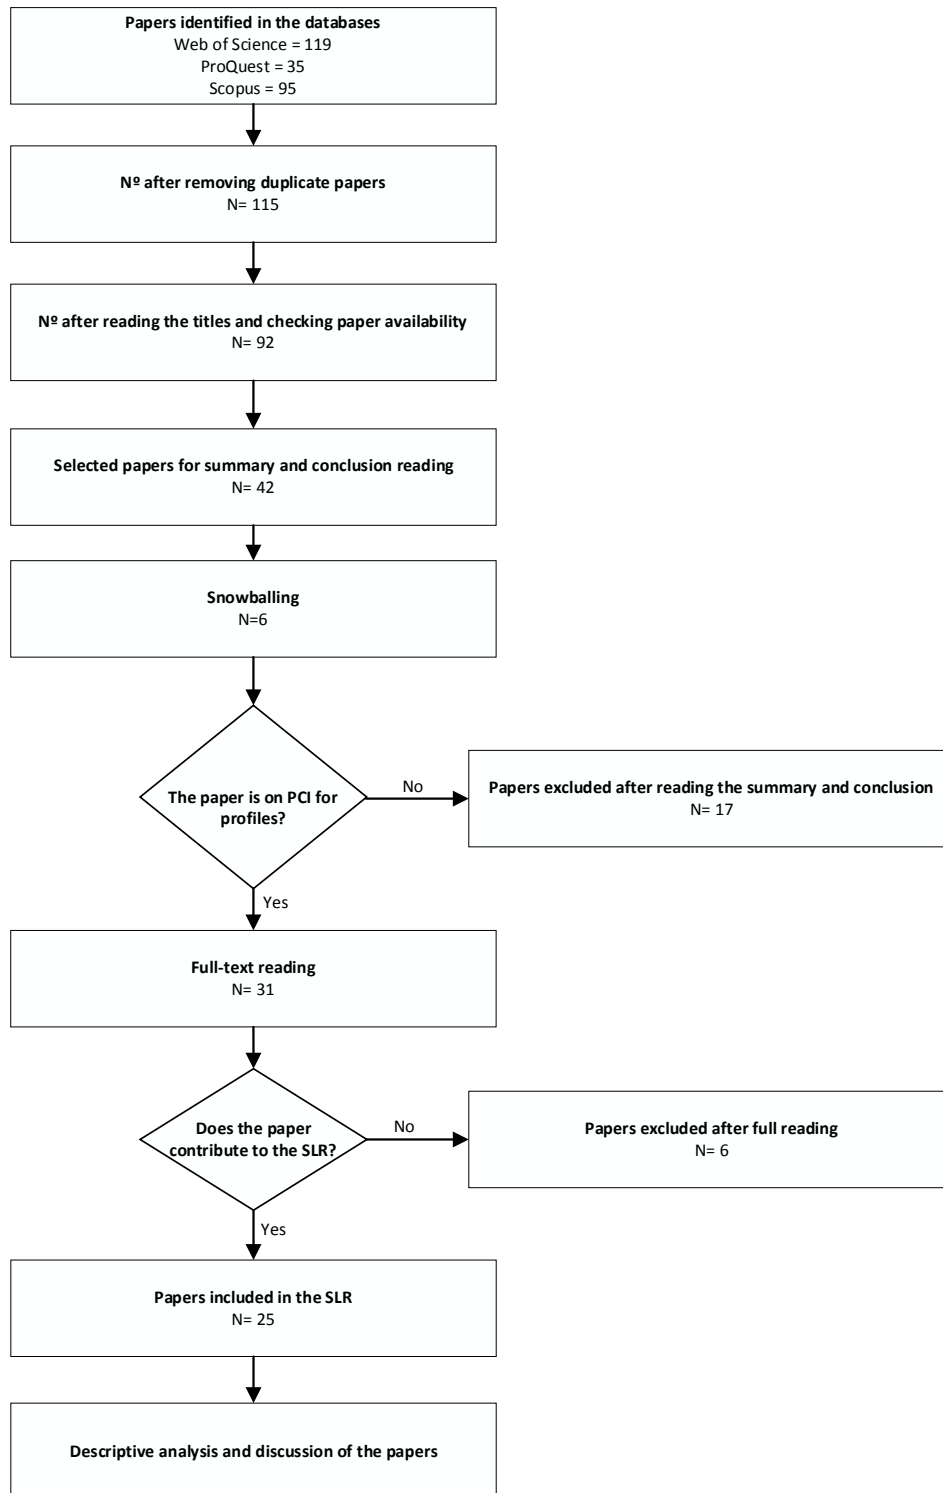 Papers identified in the databases
Web of Science = 119
ProQuest = 35
Scopus = 95
Nº after removing duplicate papers
N= 115
Nº after reading the titles and checking paper availability
N= 92
Selected papers for summary and conclusion reading
N= 42
Snowballing
N=6
The paper is on PCI for
profiles?
No
Papers excluded after reading the summary and conclusion
N= 17
Yes
Full-text reading
N= 31
Does the paper
contribute to the SLR?
No
Papers excluded after full reading
N= 6
Yes
Papers included in the SLR
N= 25
Descriptive analysis and discussion of the papers